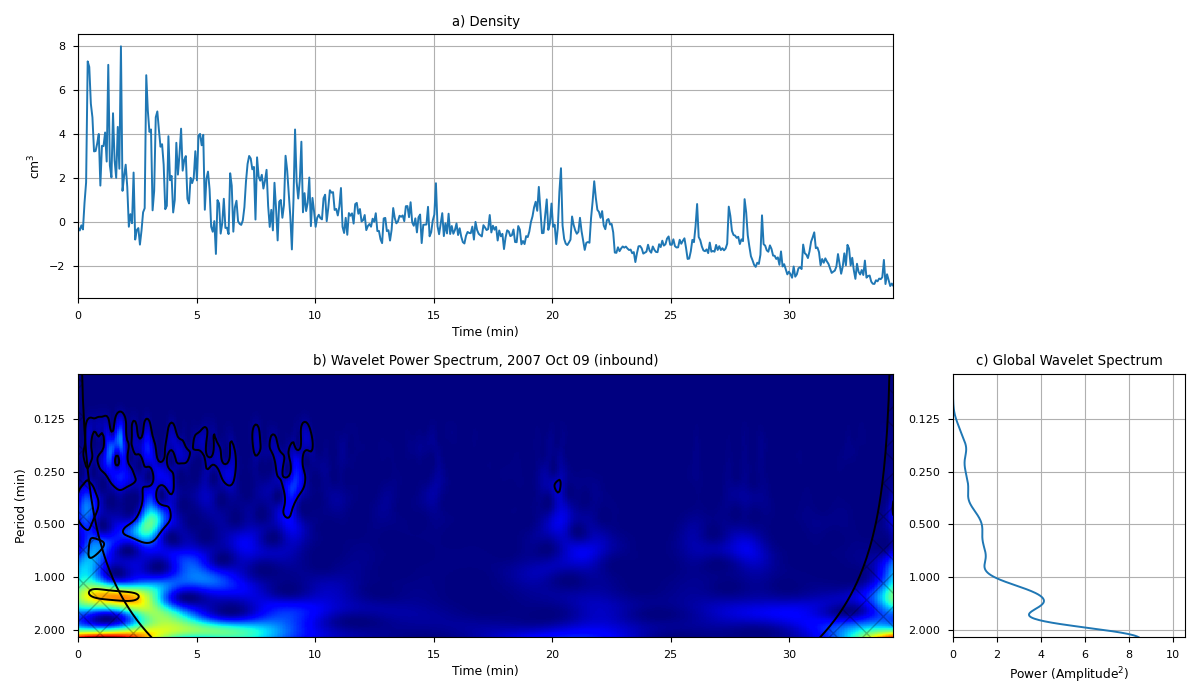 a) Density
cm³
8
6
4
2
0
−2
0 5 10 15 20 25 30
Time (min)
b) Wavelet Power Spectrum, 2007 Oct 09 (inbound)
Period (min)
0.125
0.250
0.500
1.000
2.000
0 5 10 15 20 25 30
Time (min)
c) Global Wavelet Spectrum
0.125
0.250
0.500
1.000
2.000
0 2 4 6 8 10
Power (Amplitude²)